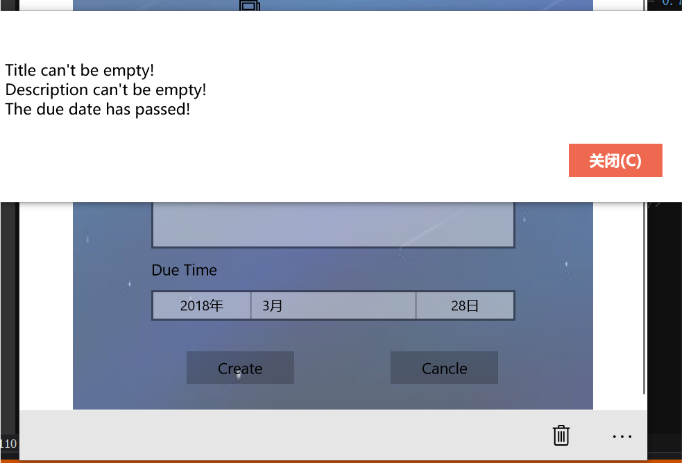 Title can't be empty!
Description can't be empty!
The due date has passed!
关闭(C)
Due Time
2018年 3月 28日
Create Cancle
110
...